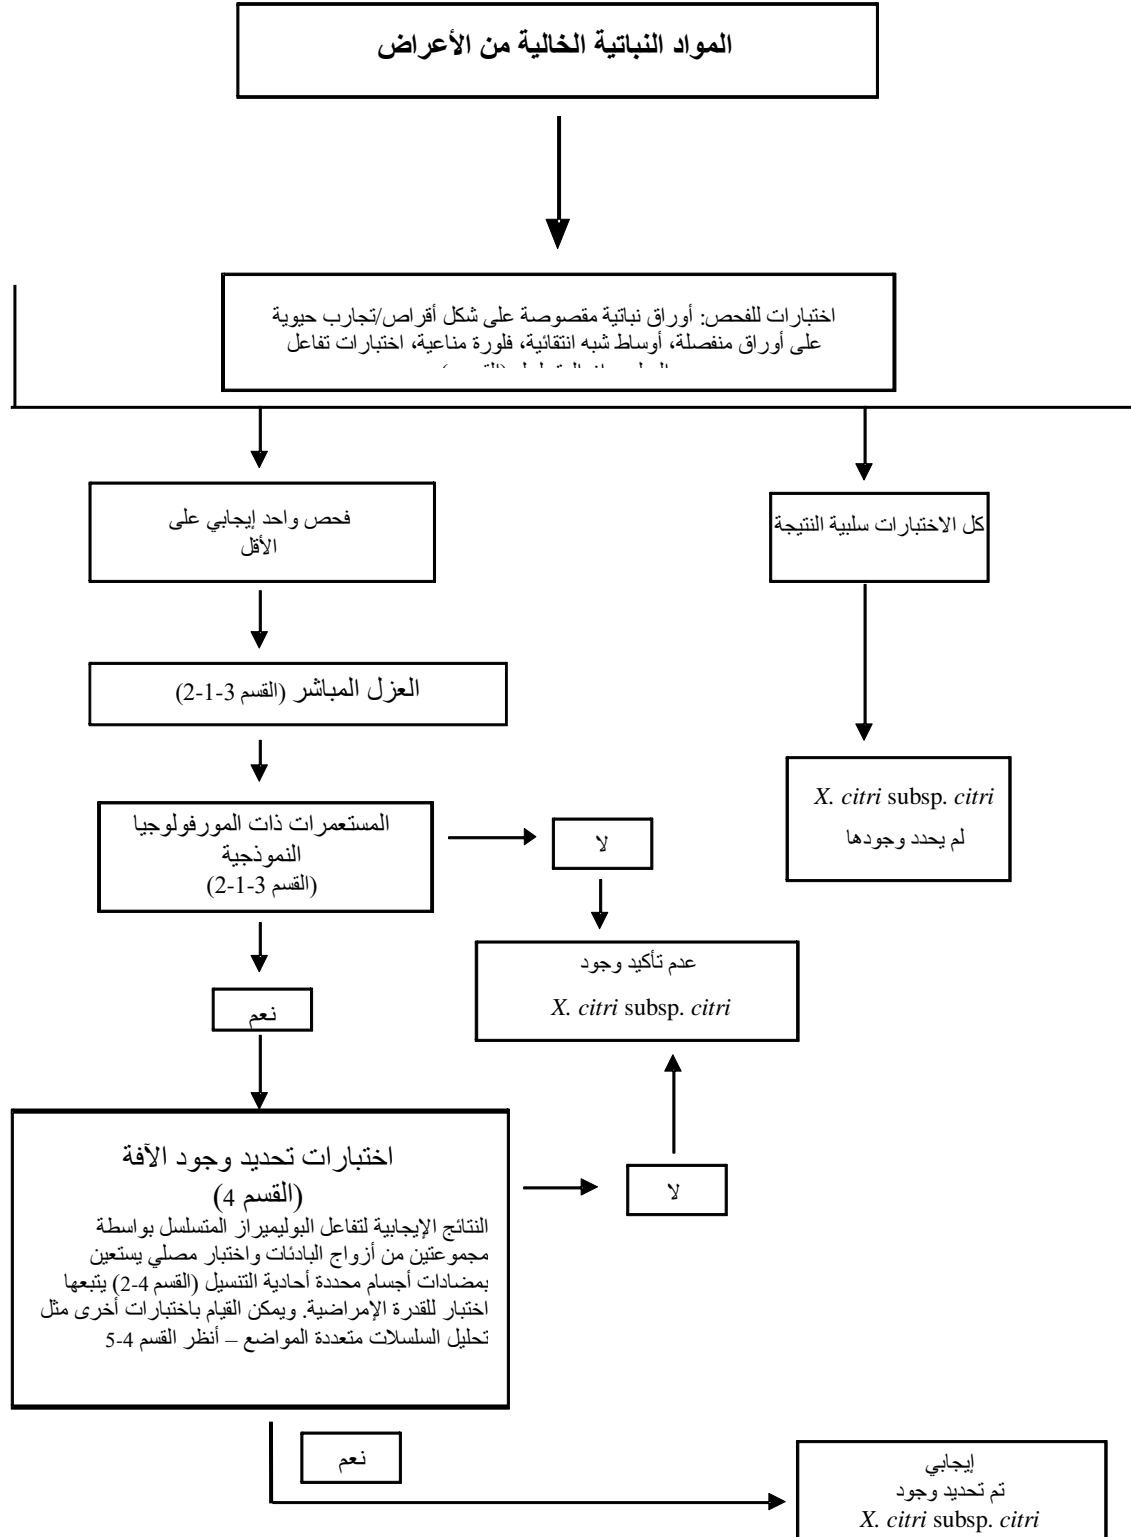 المواد النباتية الخالية من الأعراض
اختبارات للفحص: أوراق نباتية مقصوصة على شكل أقراص/تجارب حيوية
على أوراق منفصلة، أوساط شبه انتقائية، فلورة مناعية، اختبارات تفاعل
فحص واحد إيجابي على
الأقل
كل الاختبارات سلبية النتيجة
العزل المباشر (القسم 3-1-2)
X. citri subsp. citri
لم يحدد وجودها
المستعمرات ذات المورفولوجيا
النموذجية
(القسم 3-1-2)
لا
عدم تأكيد وجود
X. citri subsp. citri
نعم
اختبارات تحديد وجود الآفة
(القسم 4)
النتائج الإيجابية لتفاعل البوليميراز المتسلسل بواسطة
مجموعتين من أزواج البادئات واختبار مصلي يستعين
بمضادات أجسام محددة أحادية التنسيل (القسم 4-2) يتبعها
اختبار للقدرة الإمراضية. ويمكن القيام باختبارات أخرى مثل
تحليل السلسلات متعددة المواضع – أنظر القسم 4-5
لا
نعم
إيجابي
تم تحديد وجود
X. citri subsp. citri